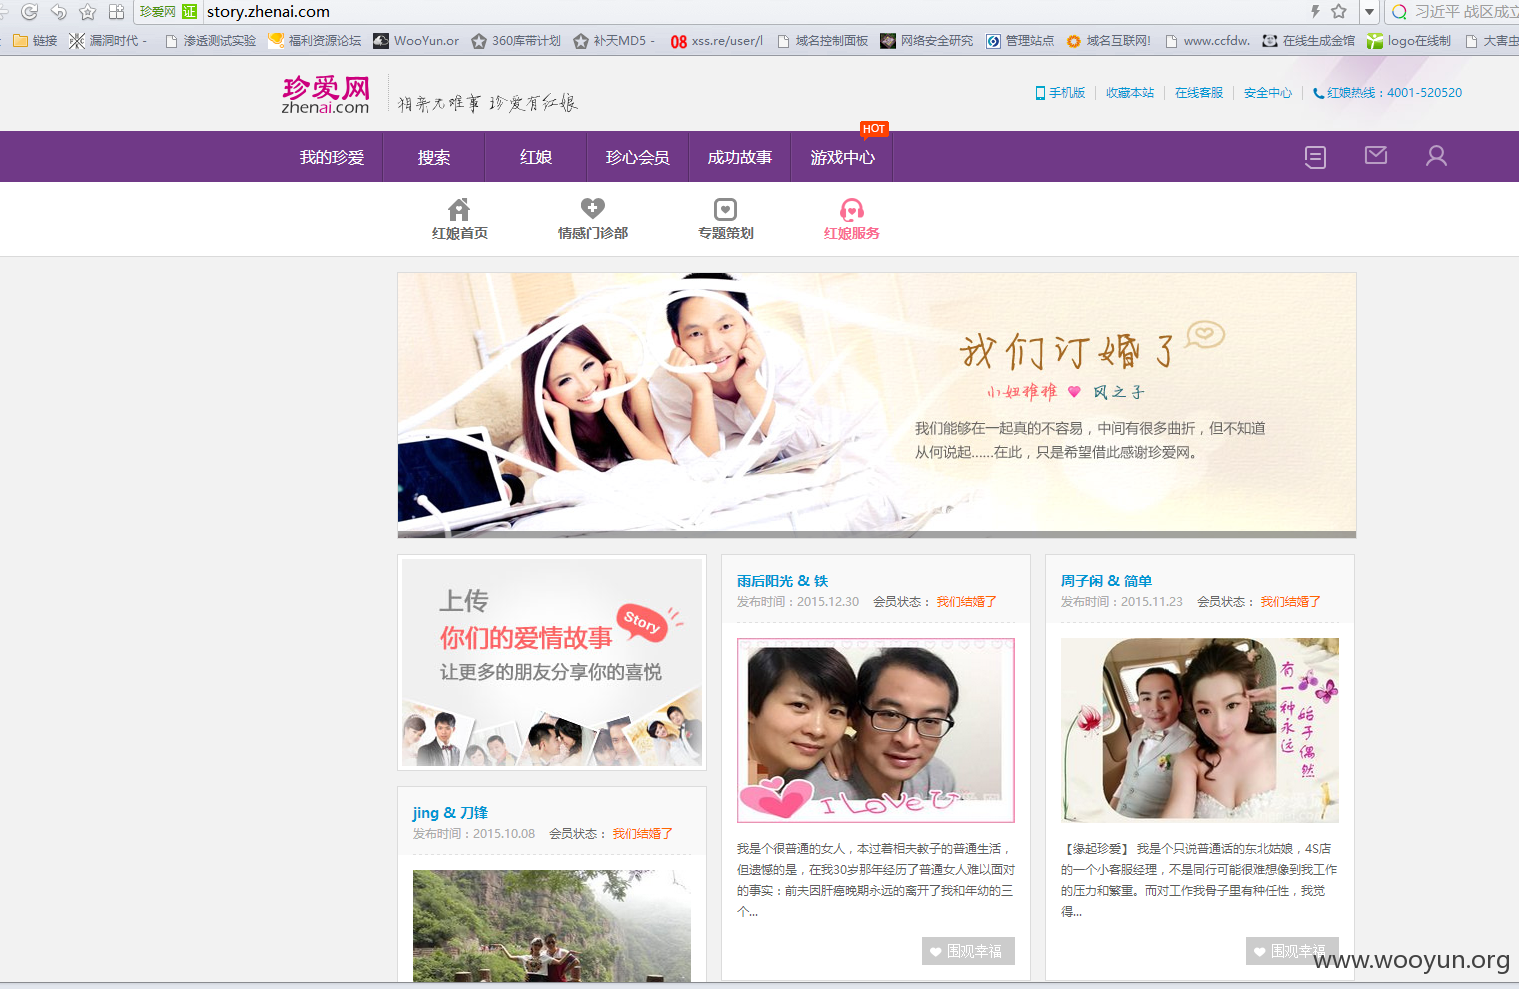 珍爱网 证 story.zhenai.com 习近平 战区成立
链接 漏洞时代 - 渗透测试实验 福利资源论坛 WooYun.or 360库带计划 补天MD5 - 08 xss.re/user/l 域名控制面板 网络安全研究 管理站点 域名互联网! www.ccfdw. 在线生成金馆 logo在线制 大害虫
珍爱网
zhenai.com
相亲无难事 珍爱有红娘
手机版 收藏本站 在线客服 安全中心 红娘热线：4001-520520
HOT
我的珍爱 搜索 红娘 珍心会员 成功故事 游戏中心
红娘首页 情感门诊部 专题策划 红娘服务
我们订婚了
小妞雅雅 风之子
我们能够在一起真的不容易，中间有很多曲折，但不知道
从何说起......在此，只是希望借此感谢珍爱网。
上传
你们的爱情故事
Story
让更多的朋友分享你的喜悦
雨后阳光 & 铁
发布时间：2015.12.30 会员状态： 我们结婚了
I LOVE U
我是个很普通的女人，本过着相夫教子的普通生活，
但遗憾的是，在我30岁那年经历了普通女人难以面对
的事实：前夫因肝癌晚期永远的离开了我和年幼的三
个...
围观幸福
周子闲 & 简单
发布时间：2015.11.23 会员状态： 我们结婚了
有一种永远
始于偶然
【缘起珍爱】 我是个只说普通话的东北姑娘，4S店
的一个小客服经理，不是同行可能很难想像到我工作
的压力和繁重。而对工作我骨子里有种任性，我觉
得...
围观幸福
jing & 刀锋
发布时间：2015.10.08 会员状态： 我们结婚了
www.wooyun.org